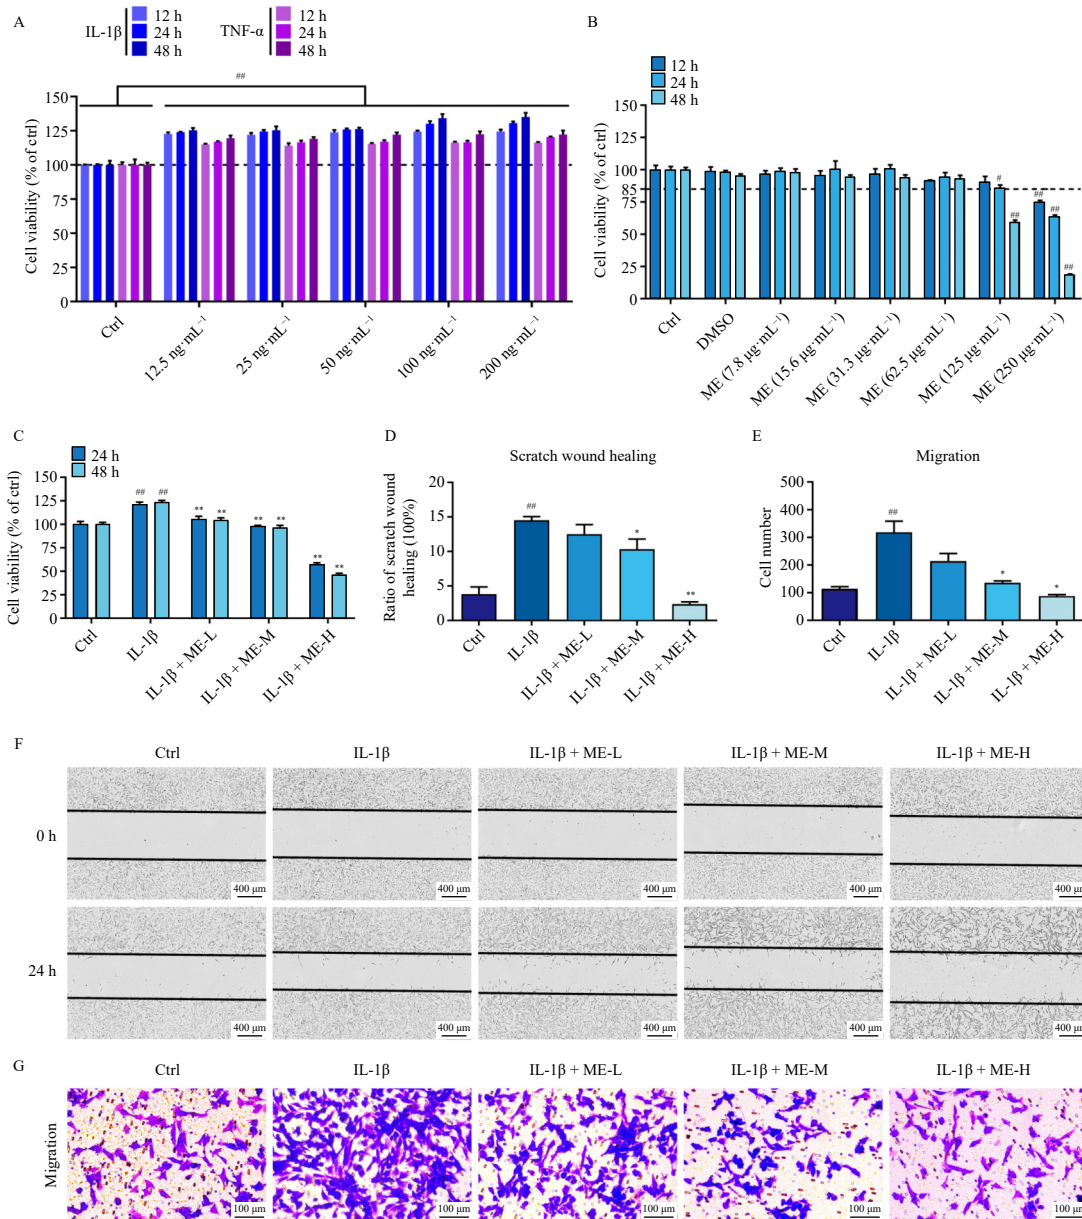 A
IL-1β
12 h
24 h
48 h
TNF-α
12 h
24 h
48 h
##
Cell viability (% of ctrl)
150
125
100
75
50
25
0
Ctrl
12.5 ng·mL⁻¹
25 ng·mL⁻¹
50 ng·mL⁻¹
100 ng·mL⁻¹
200 ng·mL⁻¹
B
12 h
24 h
48 h
Cell viability (% of ctrl)
150
125
100
85
75
50
25
0
#
##
##
##
##
Ctrl
DMSO
ME (7.8 μg·mL⁻¹)
ME (15.6 μg·mL⁻¹)
ME (31.3 μg·mL⁻¹)
ME (62.5 μg·mL⁻¹)
ME (125 μg·mL⁻¹)
ME (250 μg·mL⁻¹)
C
24 h
48 h
Cell viability (% of ctrl)
150
125
100
75
50
25
0
## ##
** **
** **
**
**
Ctrl
IL-1β
IL-1β + ME-L
IL-1β + ME-M
IL-1β + ME-H
D
Scratch wound healing
Ratio of scratch wound
healing (100%)
20
15
10
5
0
##
*
**
Ctrl
IL-1β
IL-1β + ME-L
IL-1β + ME-M
IL-1β + ME-H
E
Migration
Cell number
500
400
300
200
100
0
##
*
*
Ctrl
IL-1β
IL-1β + ME-L
IL-1β + ME-M
IL-1β + ME-H
F
Ctrl IL-1β IL-1β + ME-L IL-1β + ME-M IL-1β + ME-H
0 h
400 μm 400 μm 400 μm 400 μm 400 μm
24 h
400 μm 400 μm 400 μm 400 μm 400 μm
G
Ctrl IL-1β IL-1β + ME-L IL-1β + ME-M IL-1β + ME-H
Migration
100 μm 100 μm 100 μm 100 μm 100 μm